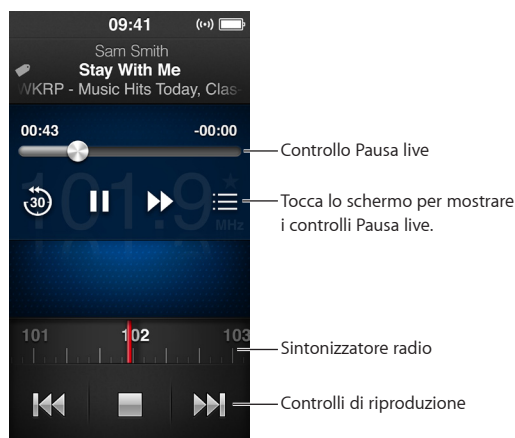 09:41
Sam Smith
Stay With Me
WKRP - Music Hits Today, Clas-
00:43 -00:00
Controllo Pausa live
30
101.9
MHz
Tocca lo schermo per mostrare
i controlli Pausa live.
101 102 103
Sintonizzatore radio
Controlli di riproduzione